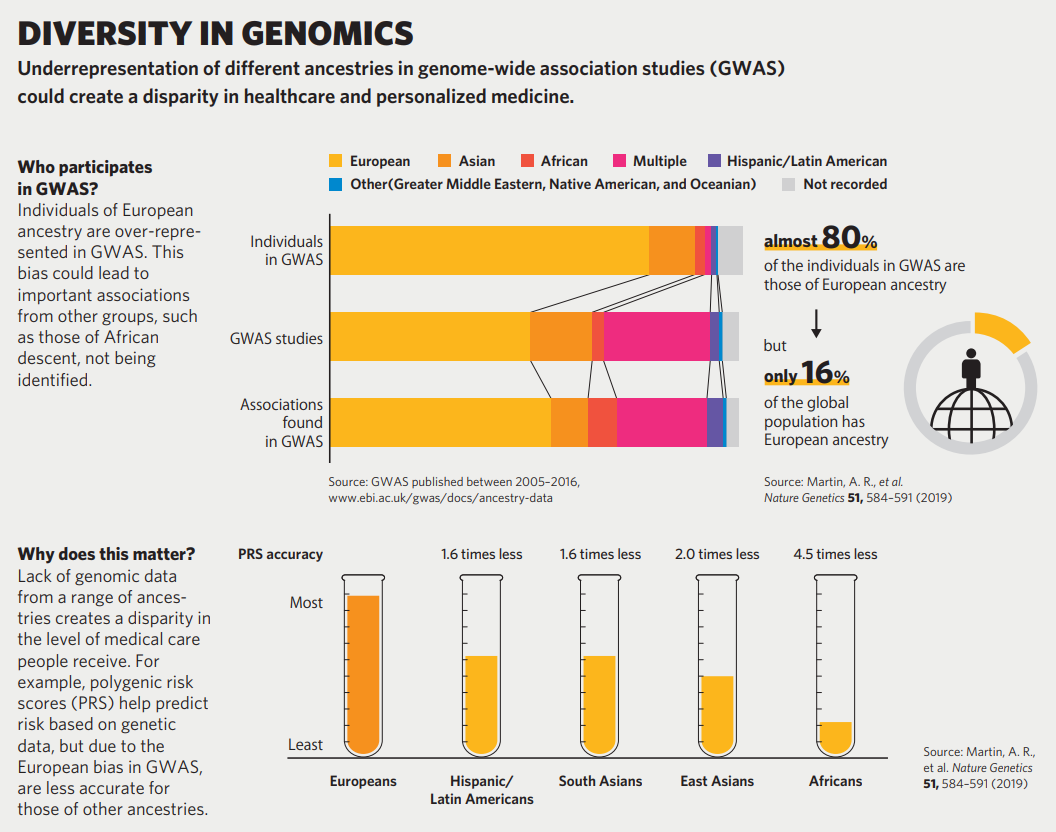 DIVERSITY IN GENOMICS
Underrepresentation of different ancestries in genome-wide association studies (GWAS)
could create a disparity in healthcare and personalized medicine.
Who participates
in GWAS?
Individuals of European
ancestry are over-repre-
sented in GWAS. This
bias could lead to
important associations
from other groups, such
as those of African
descent, not being
identified.
European
Asian
African
Multiple
Hispanic/Latin American
Other(Greater Middle Eastern, Native American, and Oceanian)
Not recorded
Individuals
in GWAS
GWAS studies
Associations
found
in GWAS
Source: GWAS published between 2005–2016,
www.ebi.ac.uk/gwas/docs/ancestry-data
almost 80%
of the individuals in GWAS are
those of European ancestry
but
only 16%
of the global
population has
European ancestry
Source: Martin, A. R., et al.
Nature Genetics 51, 584–591 (2019)
Why does this matter?
Lack of genomic data
from a range of ances-
tries creates a disparity in
the level of medical care
people receive. For
example, polygenic risk
scores (PRS) help predict
risk based on genetic
data, but due to the
European bias in GWAS,
are less accurate for
those of other ancestries.
PRS accuracy
1.6 times less
1.6 times less
2.0 times less
4.5 times less
Most
Least
Europeans
Hispanic/
Latin Americans
South Asians
East Asians
Africans
Source: Martin, A. R.,
et al. Nature Genetics
51, 584–591 (2019)